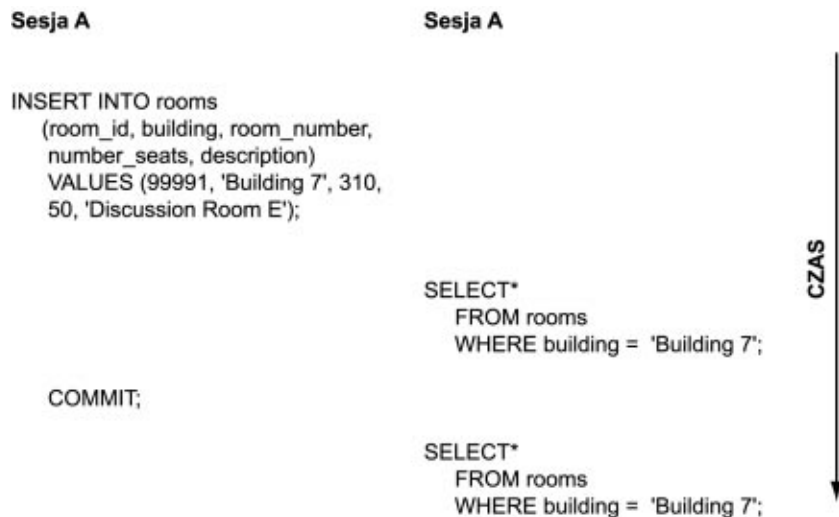 Sesja A
Sesja A
INSERT INTO rooms
(room_id, building, room_number,
number_seats, description)
VALUES (99991, 'Building 7', 310,
50, 'Discussion Room E');
SELECT*
FROM rooms
WHERE building = 'Building 7';
COMMIT;
SELECT*
FROM rooms
WHERE building = 'Building 7';
CZAS